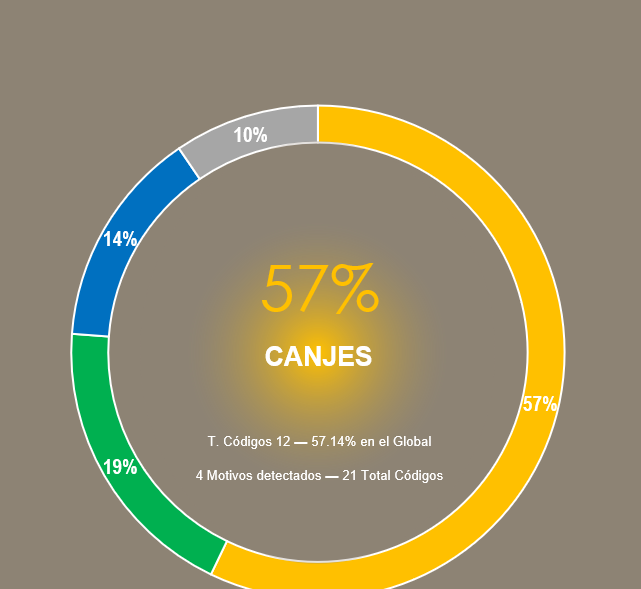 10%
14%
57%
CANJES
57%
T. Códigos 12 — 57.14% en el Global
19%
4 Motivos detectados — 21 Total Códigos